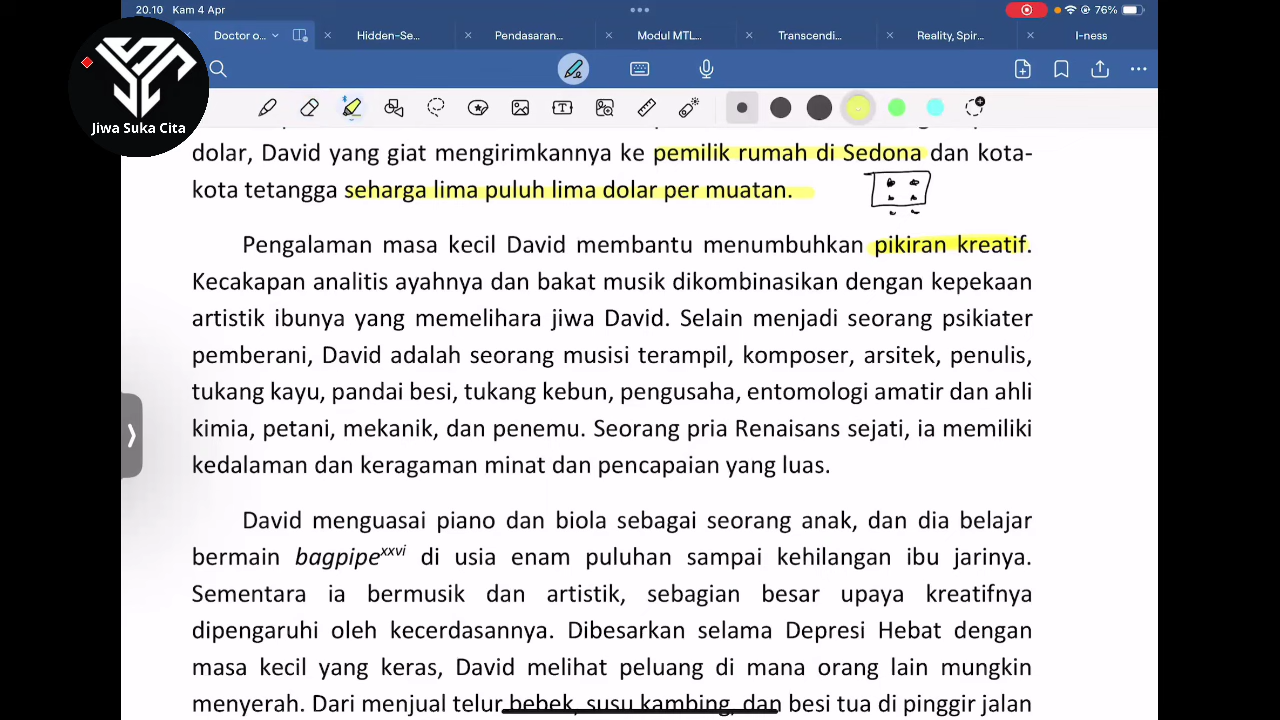 20.10 Kam 4 Apr
76%
Doctor o...
Hidden-Se...
Pendasaran...
Modul MTL...
Transcendi...
Reality, Spir...
I-ness
Jiwa Suka Cita
dolar, David yang giat mengirimkannya ke pemilik rumah di Sedona dan kota-
kota tetangga seharga lima puluh lima dolar per muatan.
Pengalaman masa kecil David membantu menumbuhkan pikiran kreatif.
Kecakapan analitis ayahnya dan bakat musik dikombinasikan dengan kepekaan
artistik ibunya yang memelihara jiwa David. Selain menjadi seorang psikiater
pemberani, David adalah seorang musisi terampil, komposer, arsitek, penulis,
tukang kayu, pandai besi, tukang kebun, pengusaha, entomologi amatir dan ahli
kimia, petani, mekanik, dan penemu. Seorang pria Renaisans sejati, ia memiliki
kedalaman dan keragaman minat dan pencapaian yang luas.
David menguasai piano dan biola sebagai seorang anak, dan dia belajar
bermain bagpipexxvi di usia enam puluhan sampai kehilangan ibu jarinya.
Sementara ia bermusik dan artistik, sebagian besar upaya kreatifnya
dipengaruhi oleh kecerdasannya. Dibesarkan selama Depresi Hebat dengan
masa kecil yang keras, David melihat peluang di mana orang lain mungkin
menyerah. Dari menjual telur bebek, susu kambing, dan besi tua di pinggir jalan